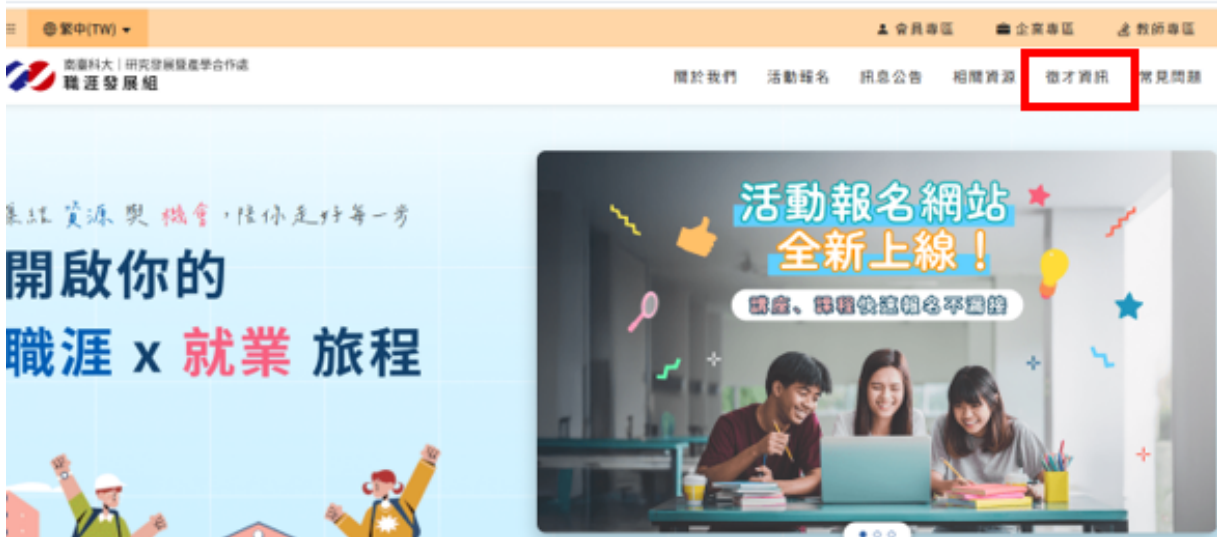 繁中(TW)
會員專區 企業專區 教師專區
南臺科大｜研究發展暨產學合作處
職涯發展組
關於我們 活動報名 訊息公告 相關資源 徵才資訊 常見問題
集結 資源 與 機會，陪你走好每一步
開啟你的
職涯 x 就業 旅程
活動報名網站
全新上線！
講座、課程快速報名不漏接